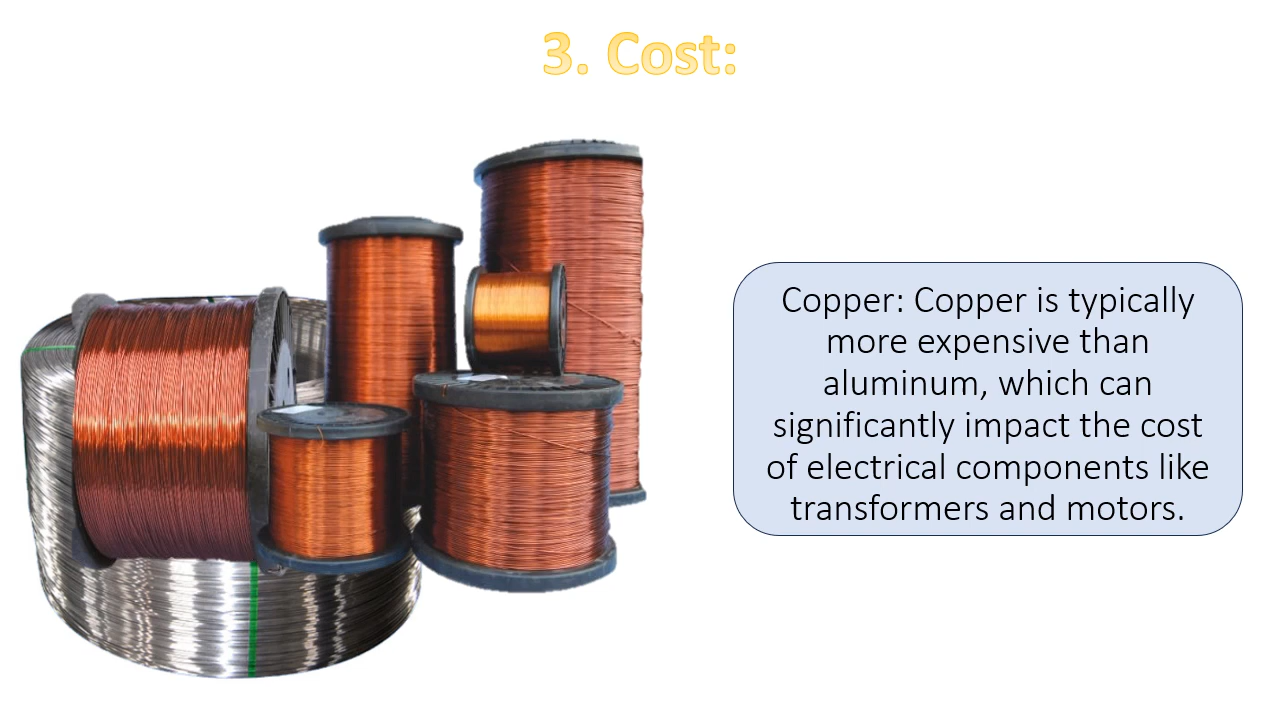 3. Cost:
Copper: Copper is typically
more expensive than
aluminum, which can
significantly impact the cost
of electrical components like
transformers and motors.